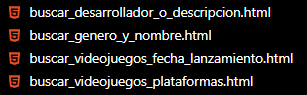 buscar_desarrollador_o_descripcion.html
buscar_genero_y_nombre.html
buscar_videojuegos_fecha_lanzamiento.html
buscar_videojuegos_plataformas.html